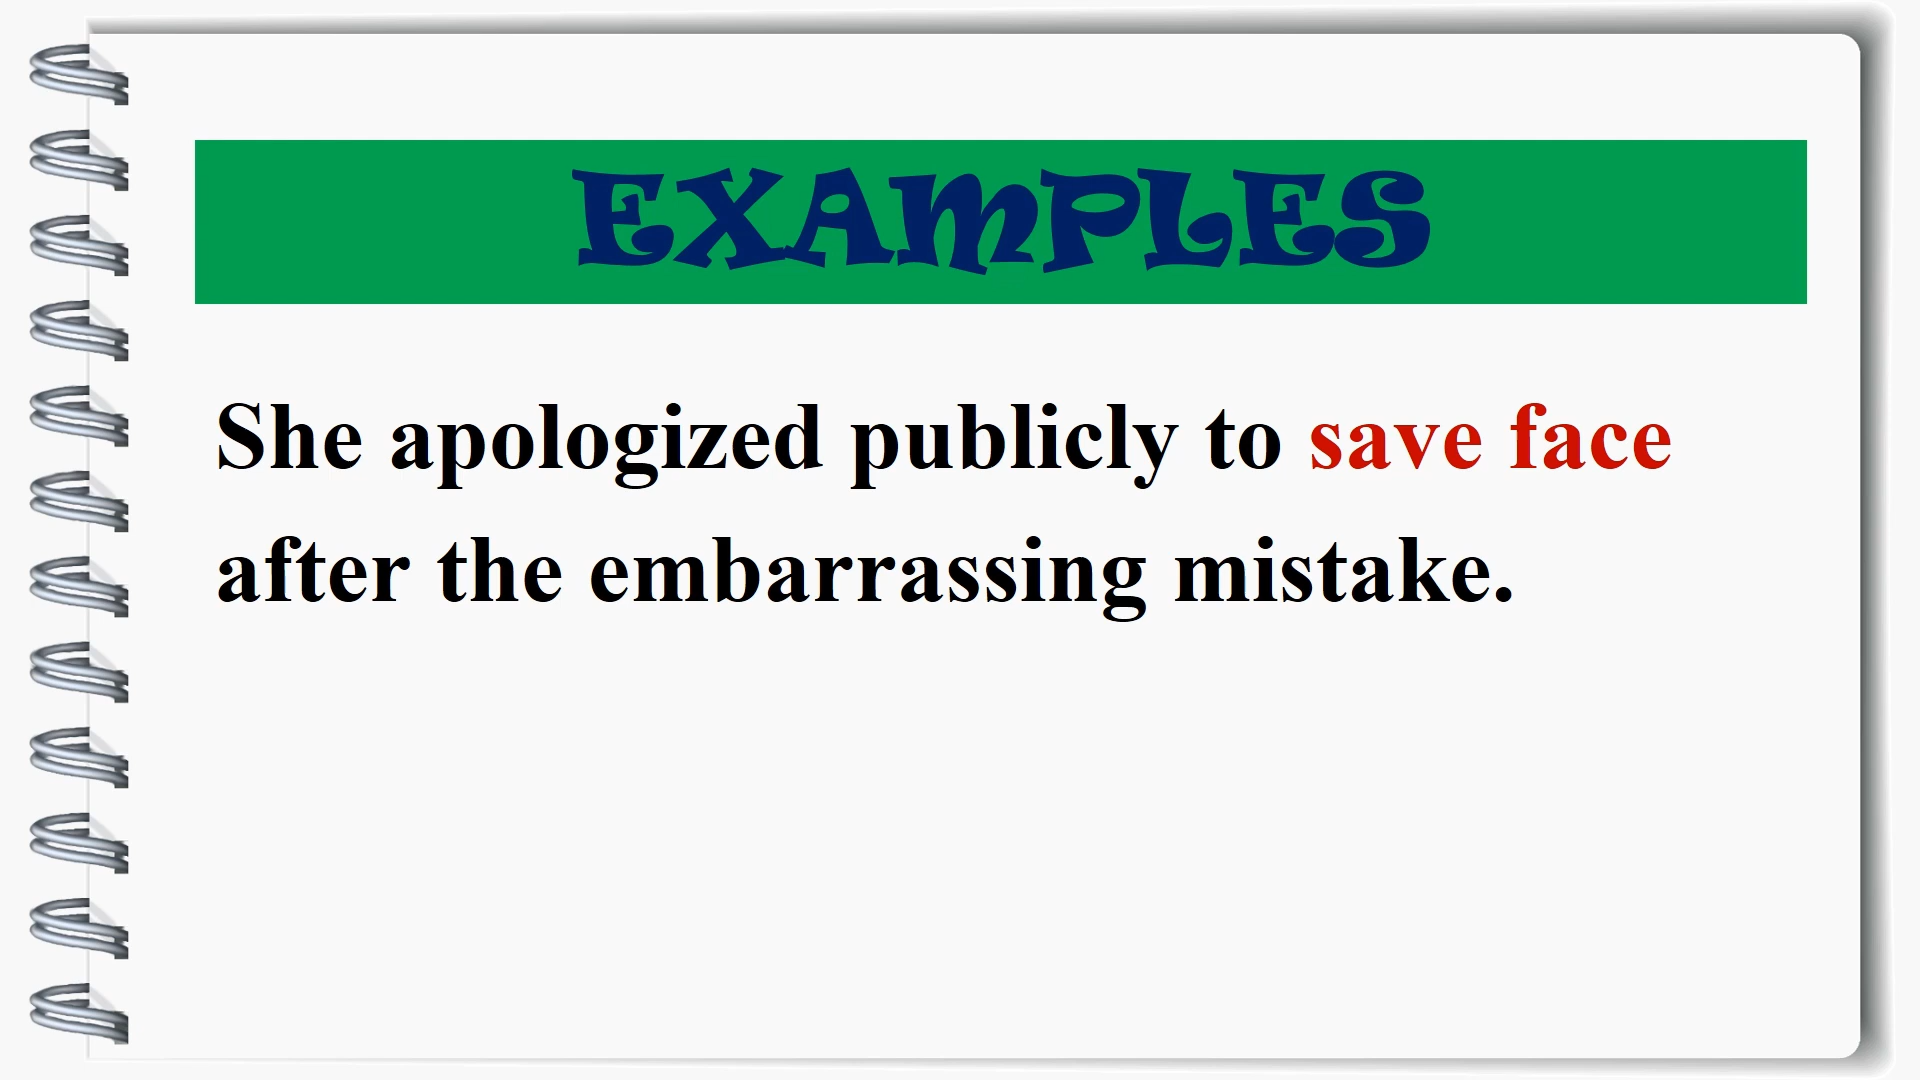 EXAMPLES
She apologized publicly to save face
after the embarrassing mistake.